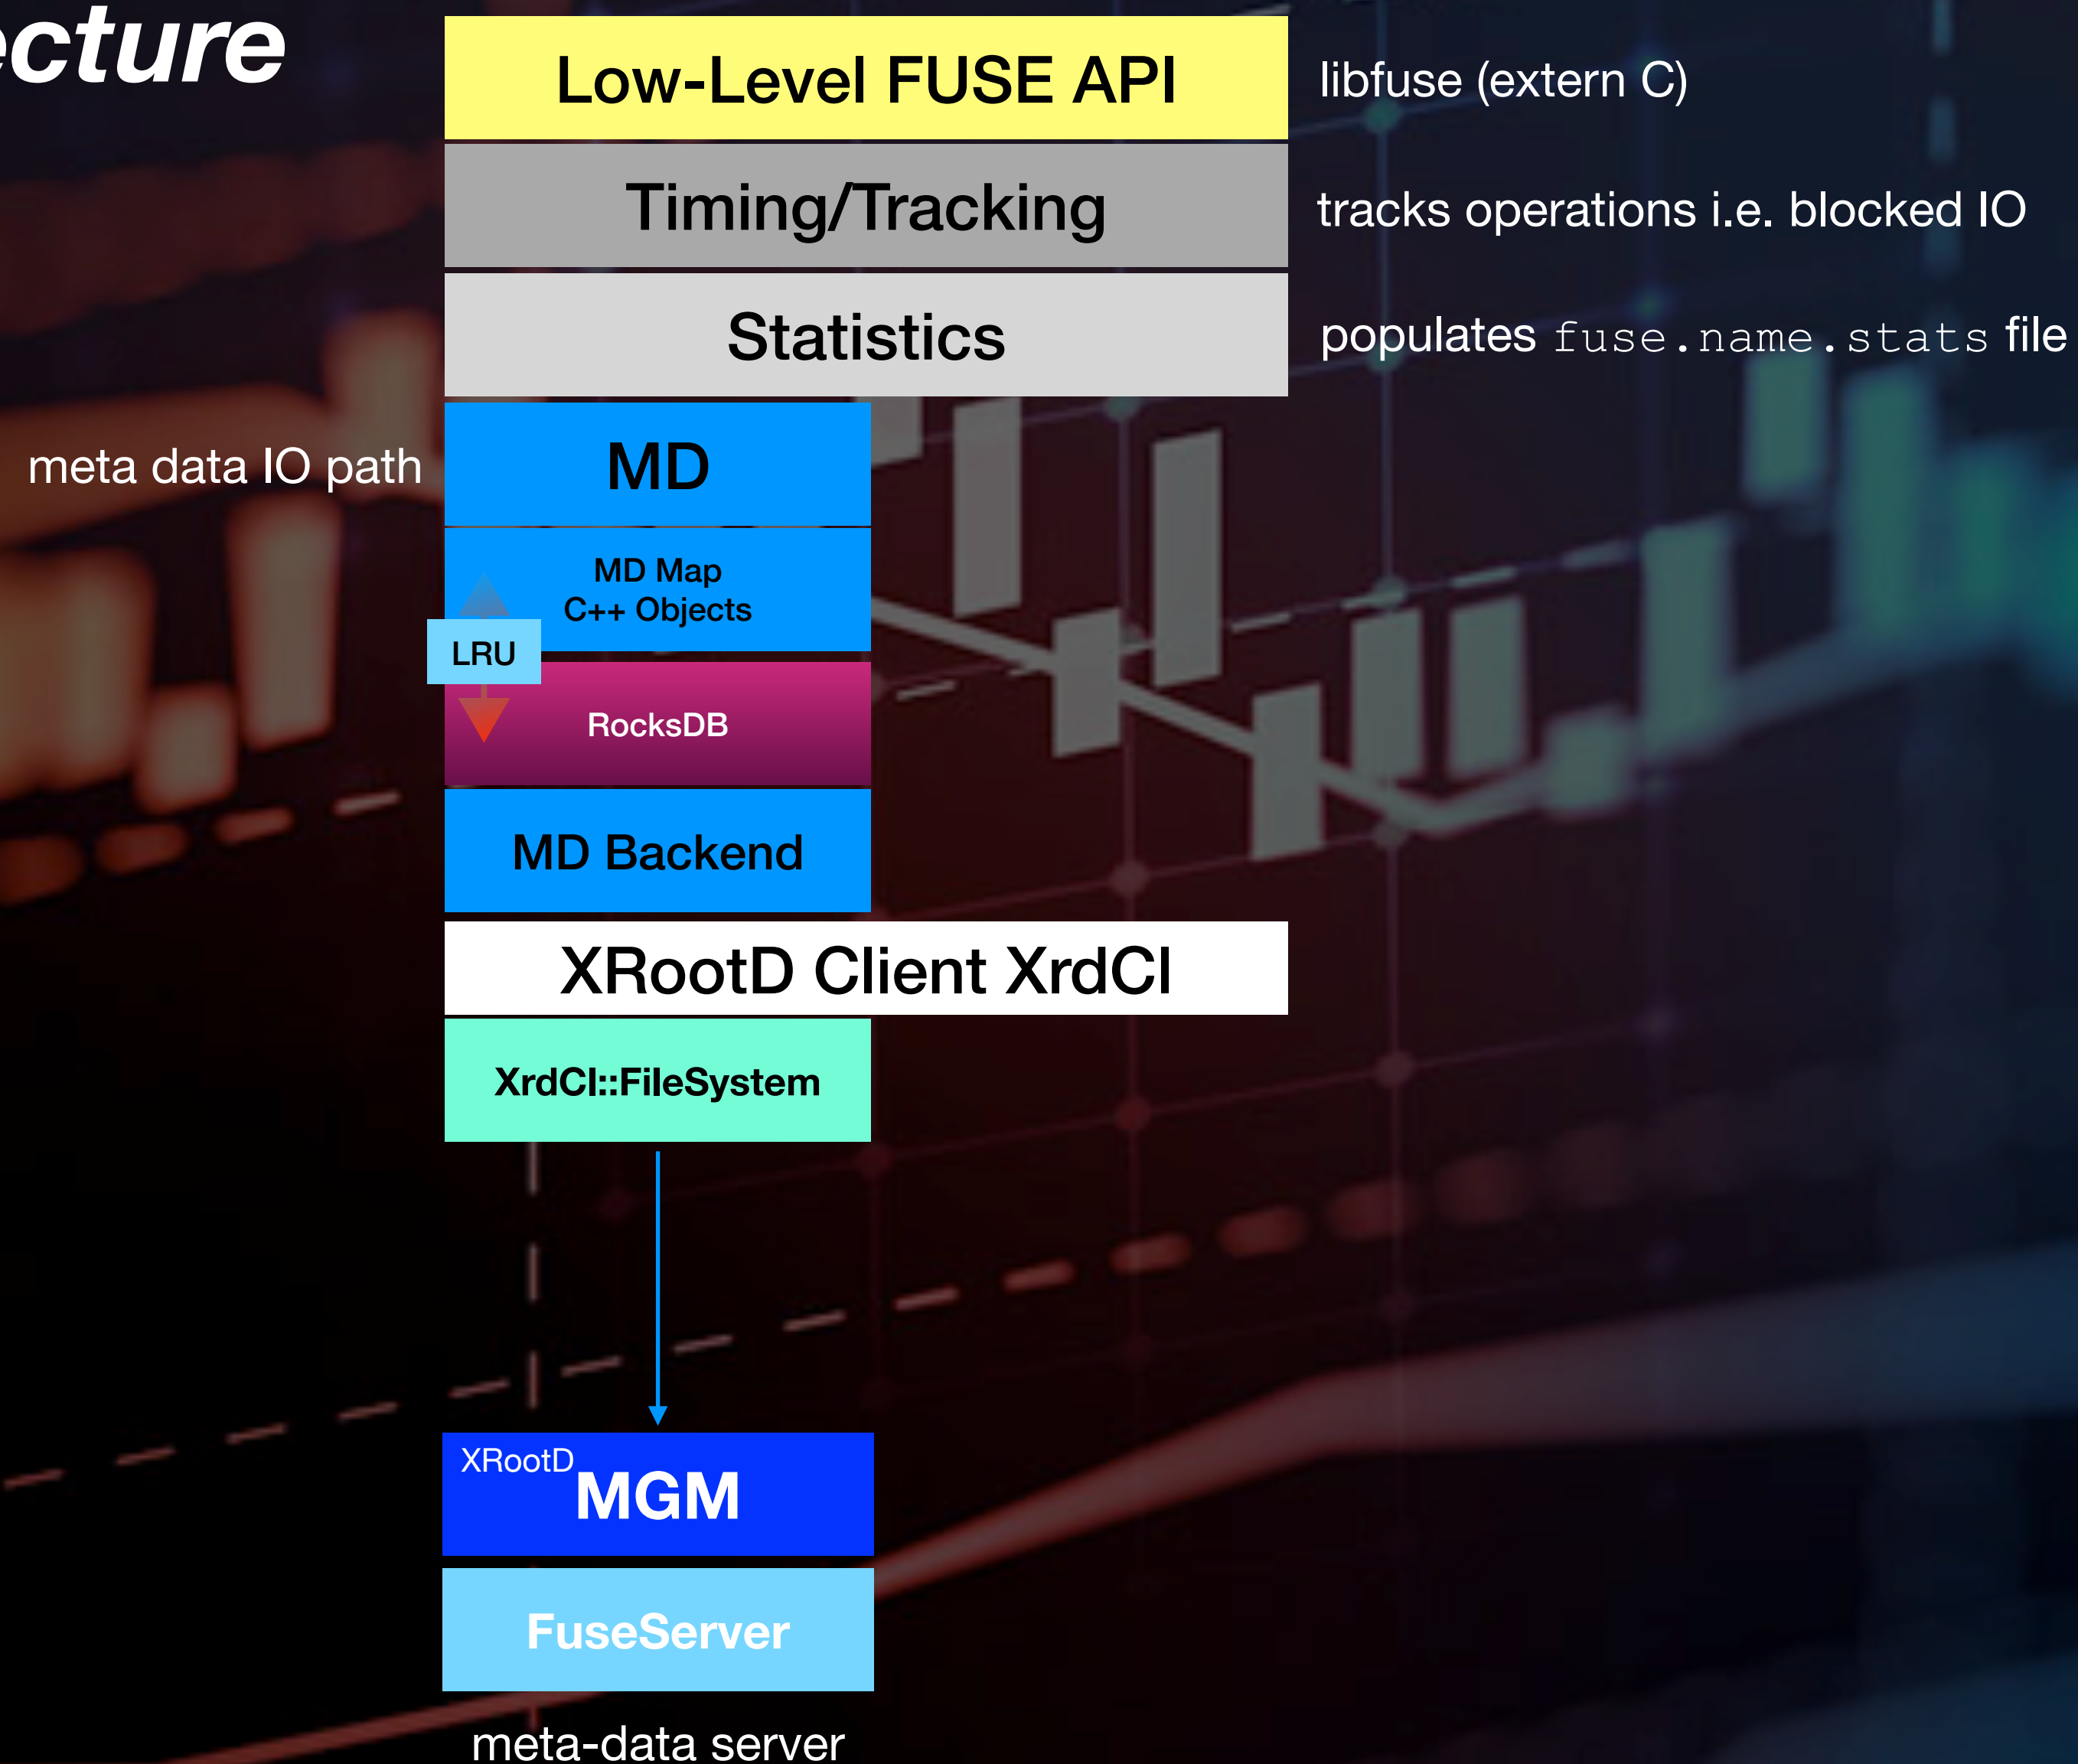 ecture
Low-Level FUSE API
libfuse (extern C)
Timing/Tracking
tracks operations i.e. blocked IO
Statistics
populates fuse.name.stats file
meta data IO path
MD
MD Map
C++ Objects
LRU
RocksDB
MD Backend
XRootD Client XrdCl
XrdCl::FileSystem
XRootD
MGM
FuseServer
meta-data server